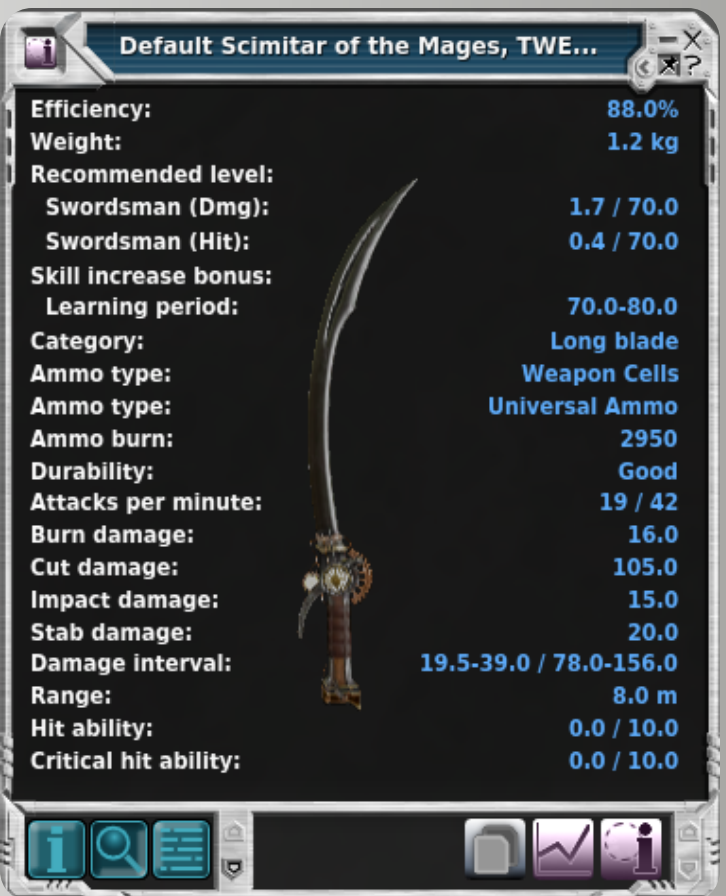 Default Scimitar of the Mages, TWE...
?
Efficiency: 88.0%
Weight: 1.2 kg
Recommended level:
Swordsman (Dmg): 1.7 / 70.0
Swordsman (Hit): 0.4 / 70.0
Skill increase bonus:
Learning period: 70.0-80.0
Category: Long blade
Ammo type: Weapon Cells
Ammo type: Universal Ammo
Ammo burn: 2950
Durability: Good
Attacks per minute: 19 / 42
Burn damage: 16.0
Cut damage: 105.0
Impact damage: 15.0
Stab damage: 20.0
Damage interval: 19.5-39.0 / 78.0-156.0
Range: 8.0 m
Hit ability: 0.0 / 10.0
Critical hit ability: 0.0 / 10.0